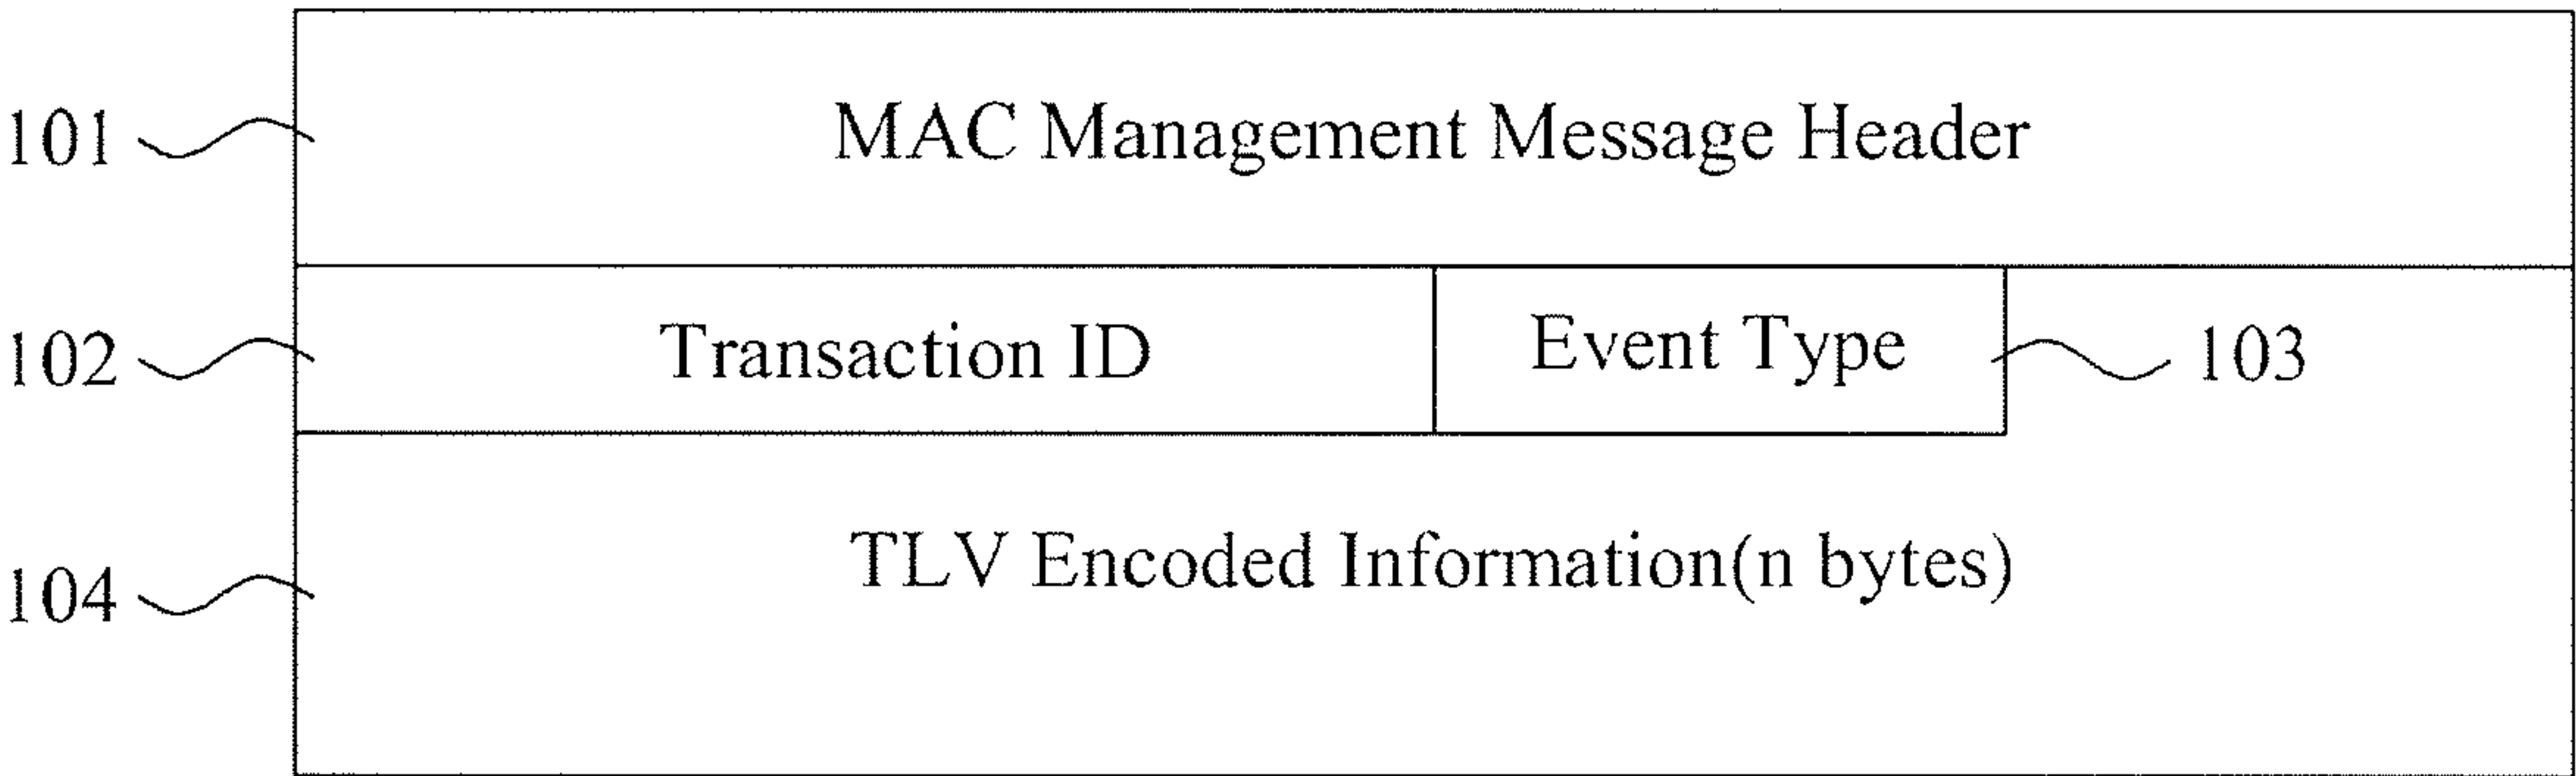 101 MAC Management Message Header
102 Transaction ID Event Type 103
104 TLV Encoded Information(n bytes)